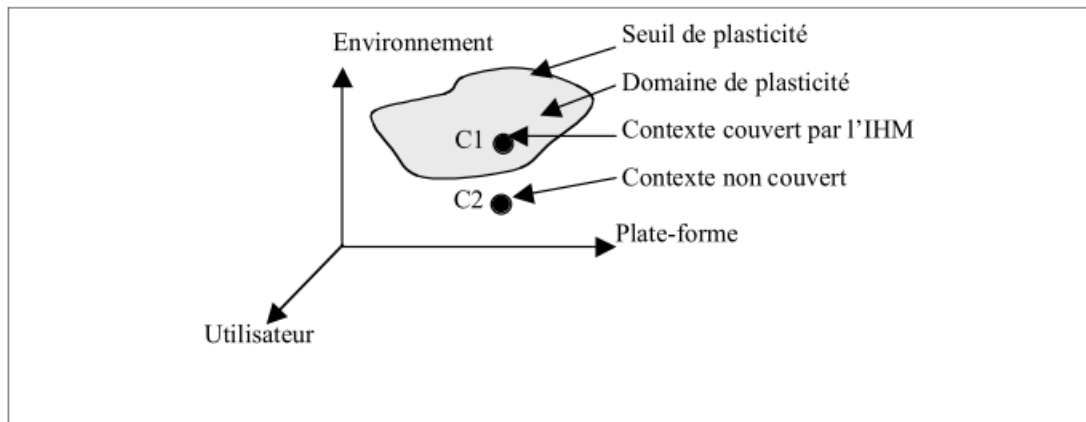 Seuil de plasticité
Environnement
Domaine de plasticité
C1
Contexte couvert par l'IHM
C2
Contexte non couvert
Plate-forme
Utilisateur